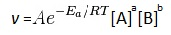 v = Ae^{-E_a/RT}[A]^a[B]^b